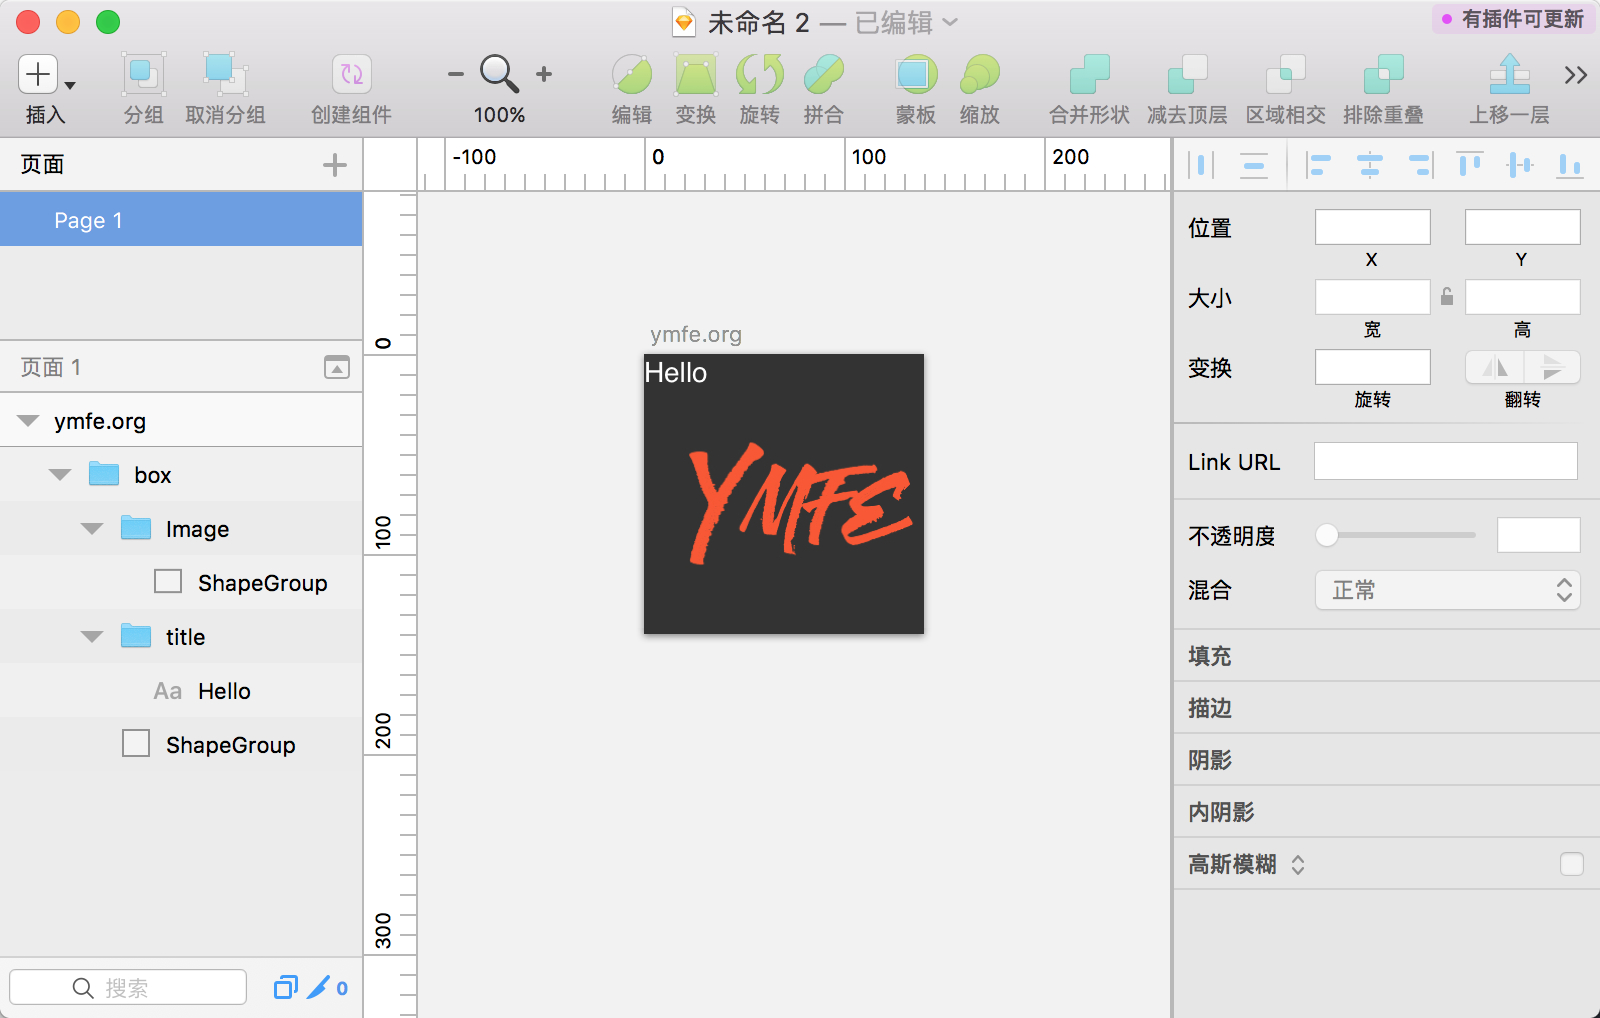 未命名 2 — 已编辑
有插件可更新
插入
分组
取消分组
创建组件
100%
编辑
变换
旋转
拼合
蒙板
缩放
合并形状
减去顶层
区域相交
排除重叠
上移一层
页面
Page 1
页面 1
ymfe.org
box
Image
ShapeGroup
title
Aa Hello
ShapeGroup
搜索
0
-100
0
100
200
0
100
200
300
ymfe.org
Hello
YMFE
位置
X
Y
大小
宽
高
变换
旋转
翻转
Link URL
不透明度
混合
正常
填充
描边
阴影
内阴影
高斯模糊